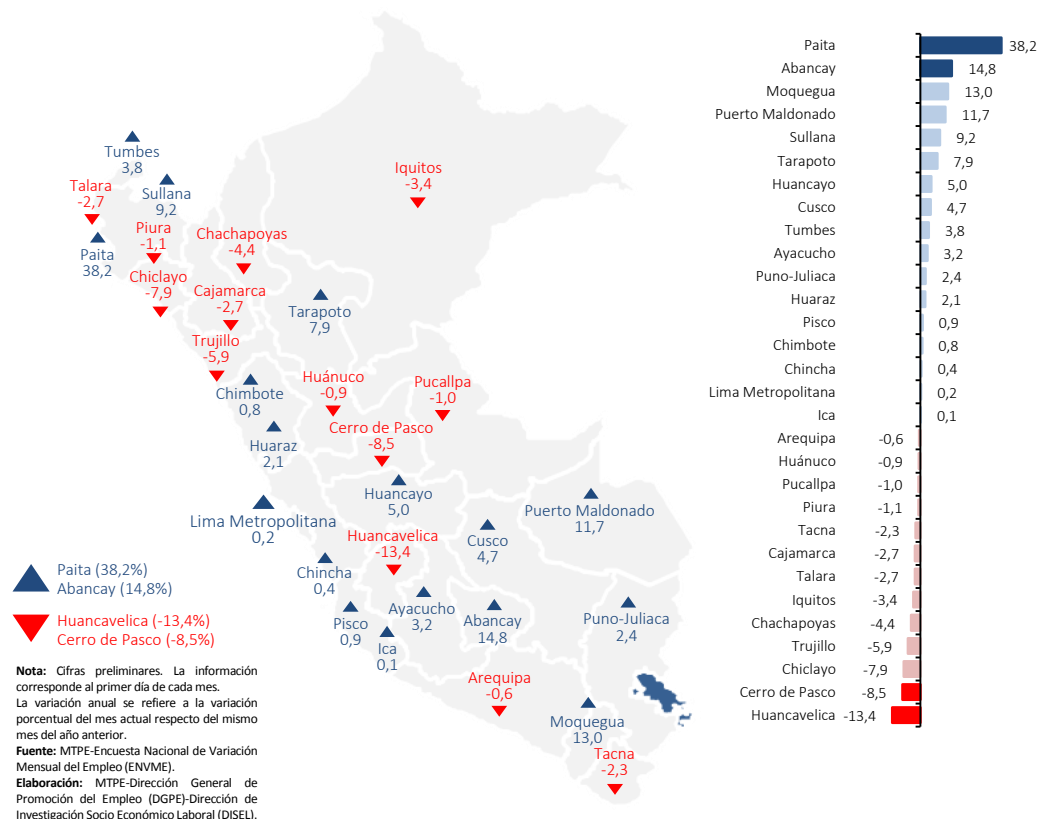 Tumbes
3,8
Sullana
9,2
Talara
-2,7
Piura
-1,1
Paita
38,2
Chiclayo
-7,9
Chachapoyas
-4,4
Cajamarca
-2,7
Iquitos
-3,4
Tarapoto
7,9
Trujillo
-5,9
Chimbote
0,8
Huaraz
2,1
Huánuco
-0,9
Pucallpa
-1,0
Cerro de Pasco
-8,5
Huancayo
5,0
Lima Metropolitana
0,2
Huancavelica
-13,4
Cusco
4,7
Puerto Maldonado
11,7
Chincha
0,4
Pisco
0,9
Ica
0,1
Ayacucho
3,2
Abancay
14,8
Puno-Juliaca
2,4
Arequipa
-0,6
Moquegua
13,0
Tacna
-2,3
Paita (38,2%)
Abancay (14,8%)
Huancavelica (-13,4%)
Cerro de Pasco (-8,5%)
Nota: Cifras preliminares. La información
corresponde al primer día de cada mes.
La variación anual se refiere a la variación
porcentual del mes actual respecto del mismo
mes del año anterior.
Fuente: MTPE-Encuesta Nacional de Variación
Mensual del Empleo (ENVME).
Elaboración: MTPE-Dirección General de
Promoción del Empleo (DGPE)-Dirección de
Investigación Socio Económico Laboral (DISEL).
Paita 38,2
Abancay 14,8
Moquegua 13,0
Puerto Maldonado 11,7
Sullana 9,2
Tarapoto 7,9
Huancayo 5,0
Cusco 4,7
Tumbes 3,8
Ayacucho 3,2
Puno-Juliaca 2,4
Huaraz 2,1
Pisco 0,9
Chimbote 0,8
Chincha 0,4
Lima Metropolitana 0,2
Ica 0,1
Arequipa -0,6
Huánuco -0,9
Pucallpa -1,0
Piura -1,1
Tacna -2,3
Cajamarca -2,7
Talara -2,7
Iquitos -3,4
Chachapoyas -4,4
Trujillo -5,9
Chiclayo -7,9
Cerro de Pasco -8,5
Huancavelica -13,4